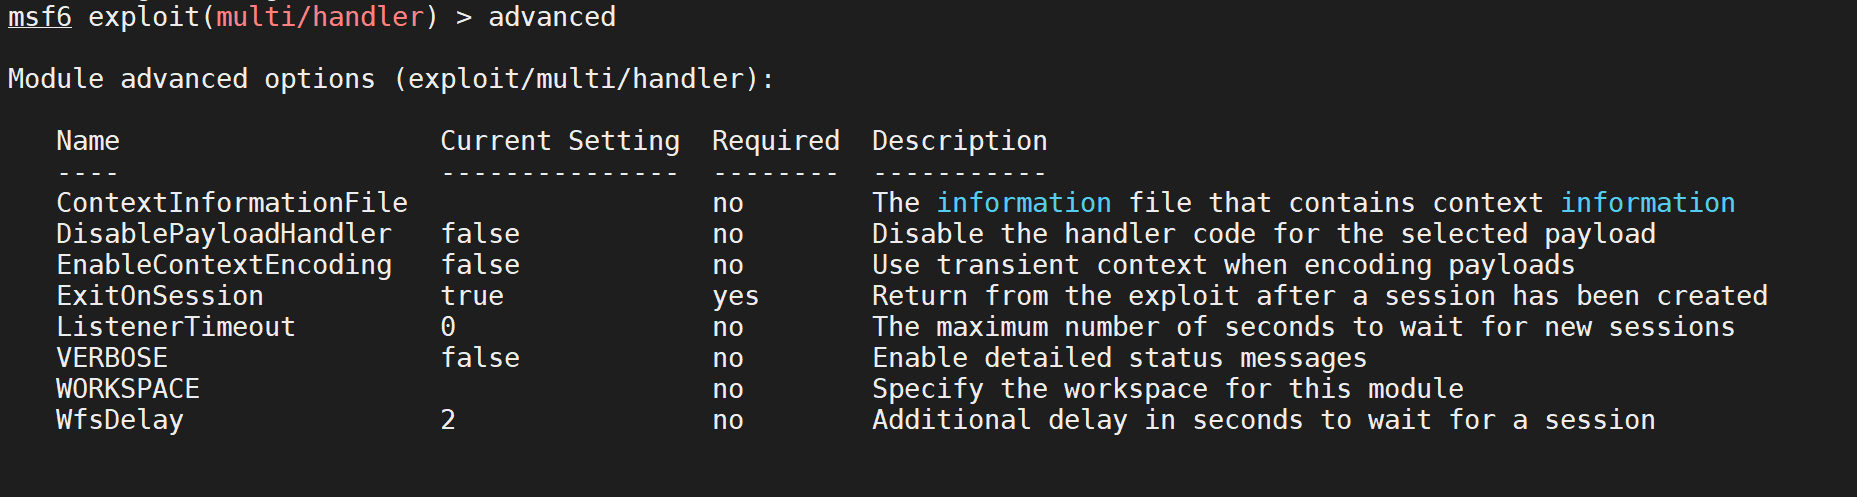 msf6 exploit(multi/handler) > advanced
Module advanced options (exploit/multi/handler):
Name                    Current Setting  Required  Description
----                    ---------------  --------  -----------
ContextInformationFile                   no        The information file that contains context information
DisablePayloadHandler   false            no        Disable the handler code for the selected payload
EnableContextEncoding   false            no        Use transient context when encoding payloads
ExitOnSession           true             yes       Return from the exploit after a session has been created
ListenerTimeout         0                no        The maximum number of seconds to wait for new sessions
VERBOSE                 false            no        Enable detailed status messages
WORKSPACE                                no        Specify the workspace for this module
WfsDelay                2                no        Additional delay in seconds to wait for a session